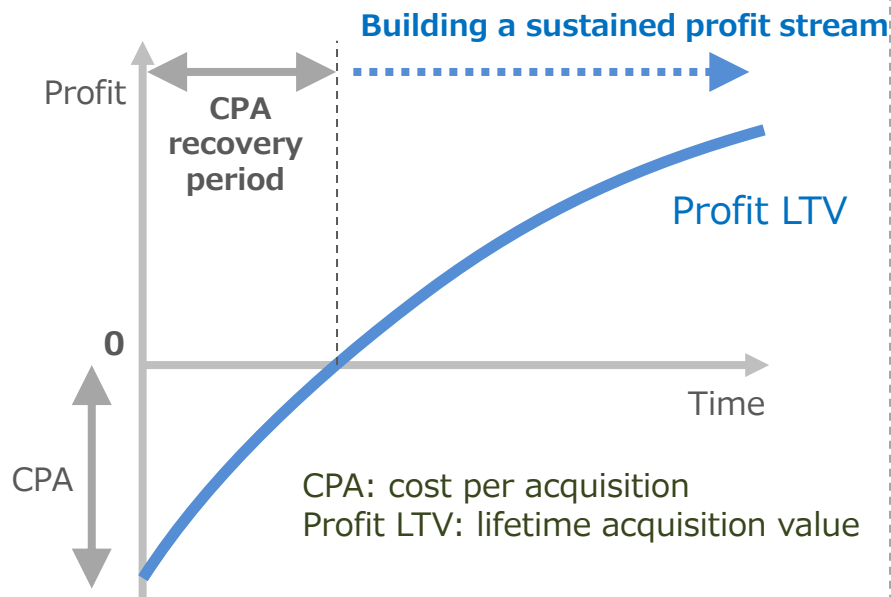 Building a sustained profit stream
Profit
CPA
recovery
period
Profit LTV
0
Time
CPA
CPA: cost per acquisition
Profit LTV: lifetime acquisition value